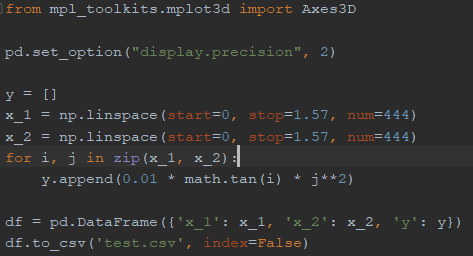 from mpl_toolkits.mplot3d import Axes3D
pd.set_option("display.precision", 2)
y = []
x_1 = np.linspace(start=0, stop=1.57, num=444)
x_2 = np.linspace(start=0, stop=1.57, num=444)
for i, j in zip(x_1, x_2):
    y.append(0.01 * math.tan(i) * j**2)
df = pd.DataFrame({'x_1': x_1, 'x_2': x_2, 'y': y})
df.to_csv('test.csv', index=False)